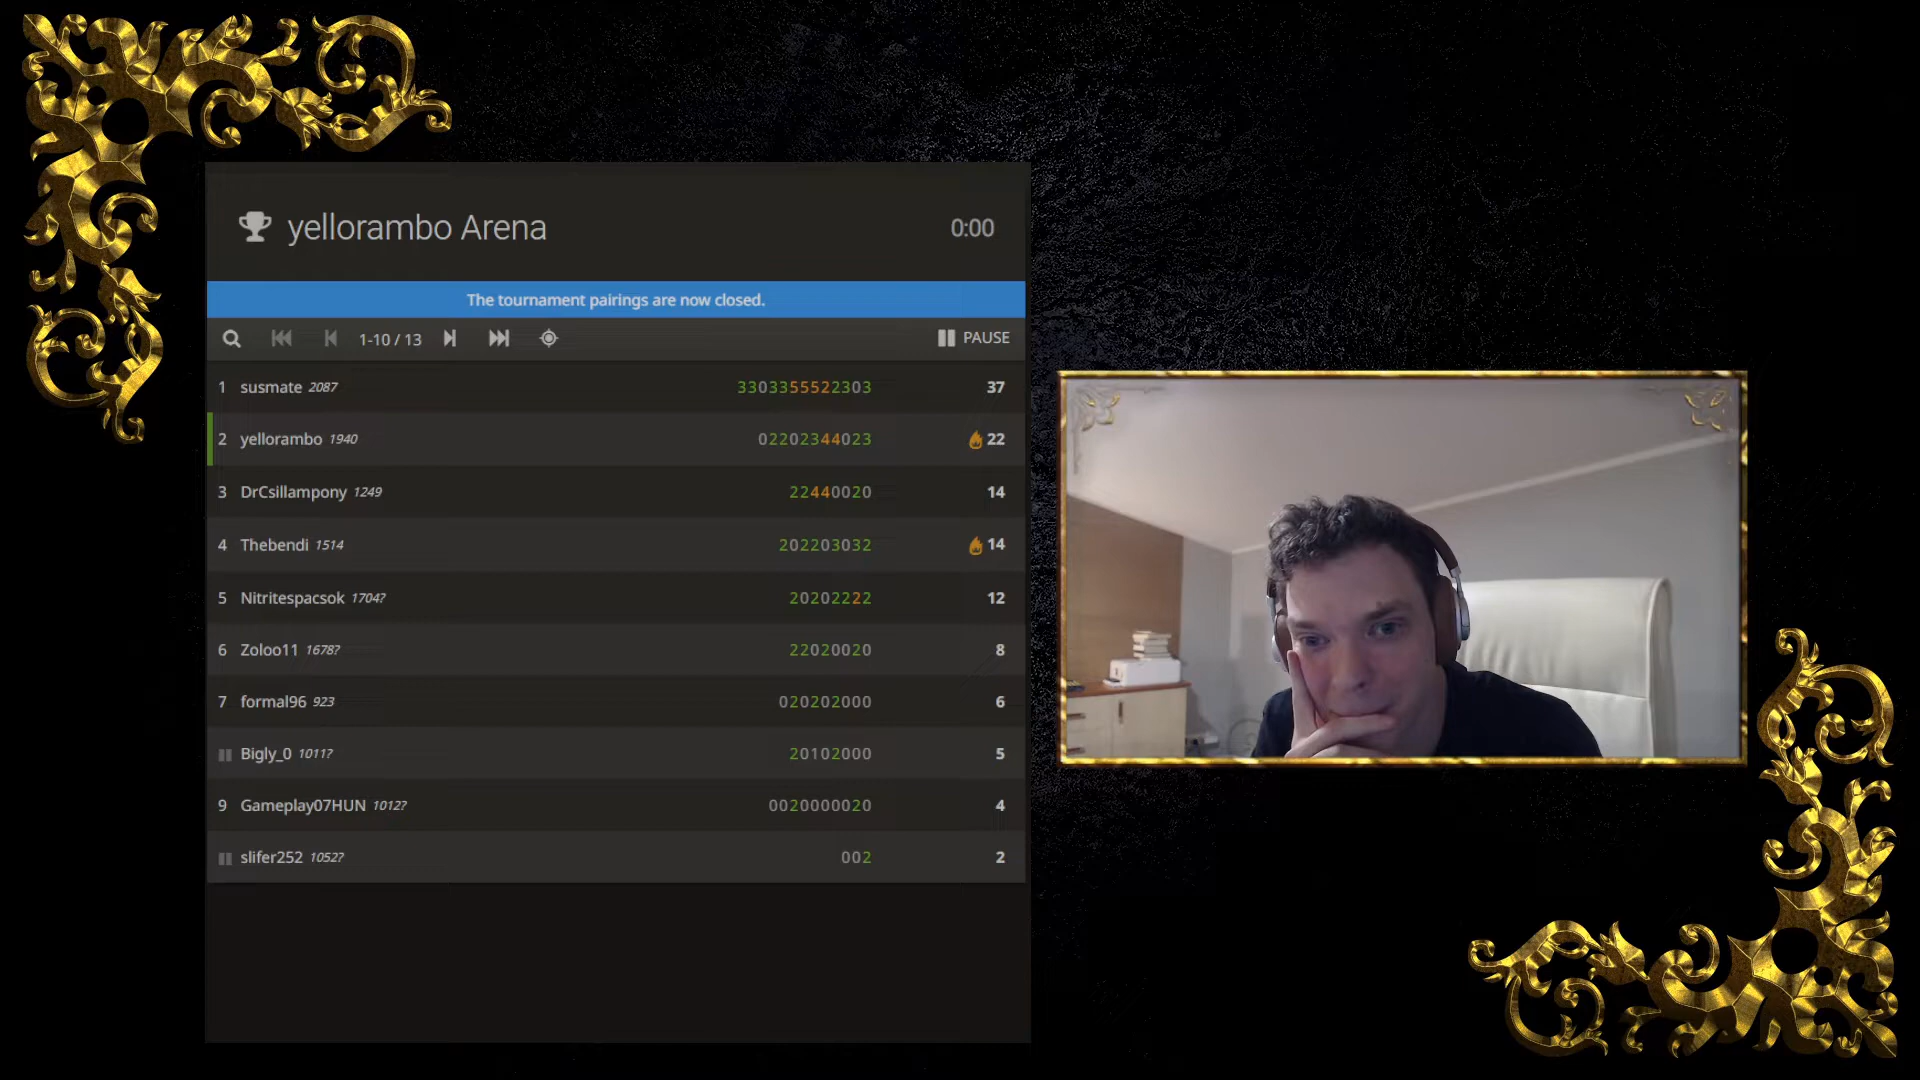 yellorambo Arena 0:00
The tournament pairings are now closed.
1-10 / 13 PAUSE
1 susmate 2087 3303355522303 37
2 yellorambo 1940 02202344023 22
3 DrCsillampony 1249 22440020 14
4 Thebendi 1514 202203032 14
5 Nitritespacsok 1704? 20202222 12
6 Zoloo11 1678? 22020020 8
7 formal96 923 020202000 6
Bigly_0 1011? 20102000 5
9 Gameplay07HUN 1012? 0020000020 4
slifer252 1052? 002 2